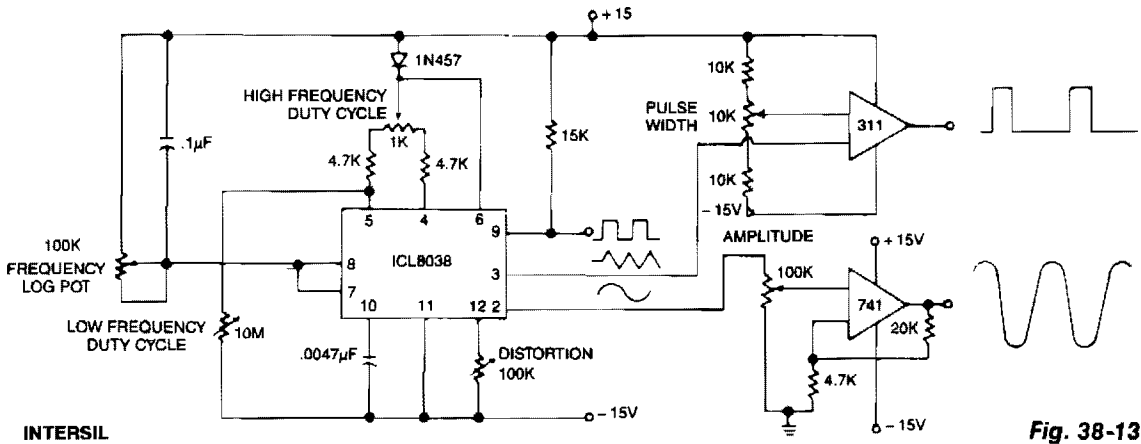 + 15
1N457
HIGH FREQUENCY
DUTY CYCLE
1K
4.7K
4.7K
.1µF
15K
10K
PULSE
WIDTH
10K
10K
– 15V
311
5
4
6
9
8
7
3
2
10
11
12
ICL8038
100K
FREQUENCY
LOG POT
LOW FREQUENCY
DUTY CYCLE
10M
.0047µF
DISTORTION
100K
– 15V
AMPLITUDE
100K
+ 15V
741
20K
4.7K
– 15V
INTERSIL
Fig. 38-13